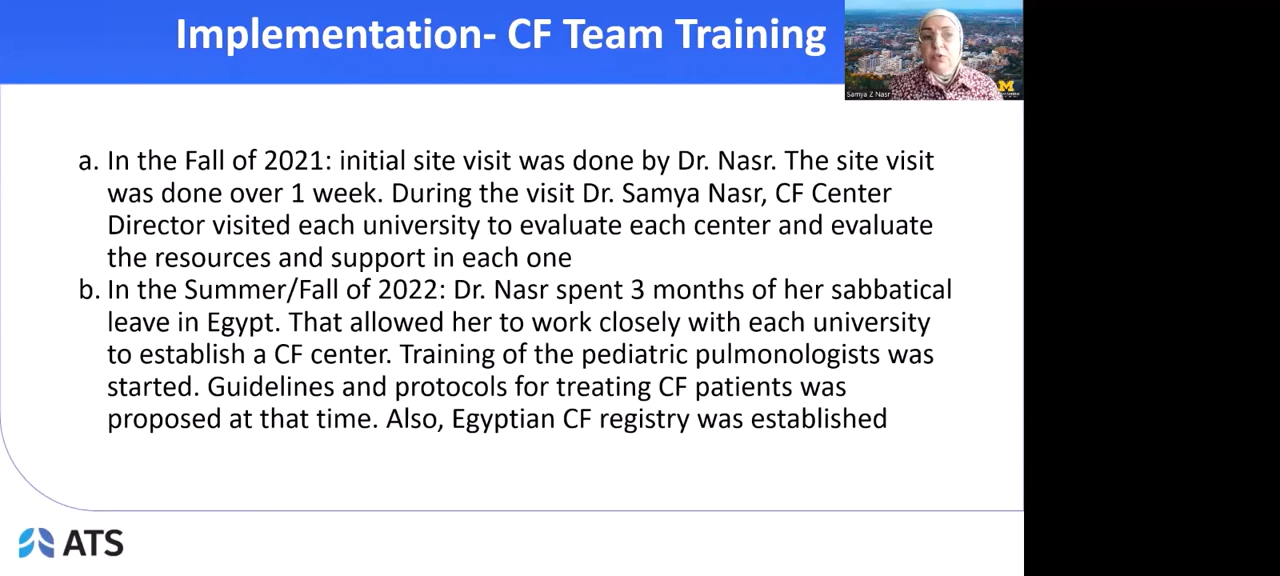 Implementation- CF Team Training
Samya Z Nasr
M
a. In the Fall of 2021: initial site visit was done by Dr. Nasr. The site visit
was done over 1 week. During the visit Dr. Samya Nasr, CF Center
Director visited each university to evaluate each center and evaluate
the resources and support in each one
b. In the Summer/Fall of 2022: Dr. Nasr spent 3 months of her sabbatical
leave in Egypt. That allowed her to work closely with each university
to establish a CF center. Training of the pediatric pulmonologists was
started. Guidelines and protocols for treating CF patients was
proposed at that time. Also, Egyptian CF registry was established
ATS